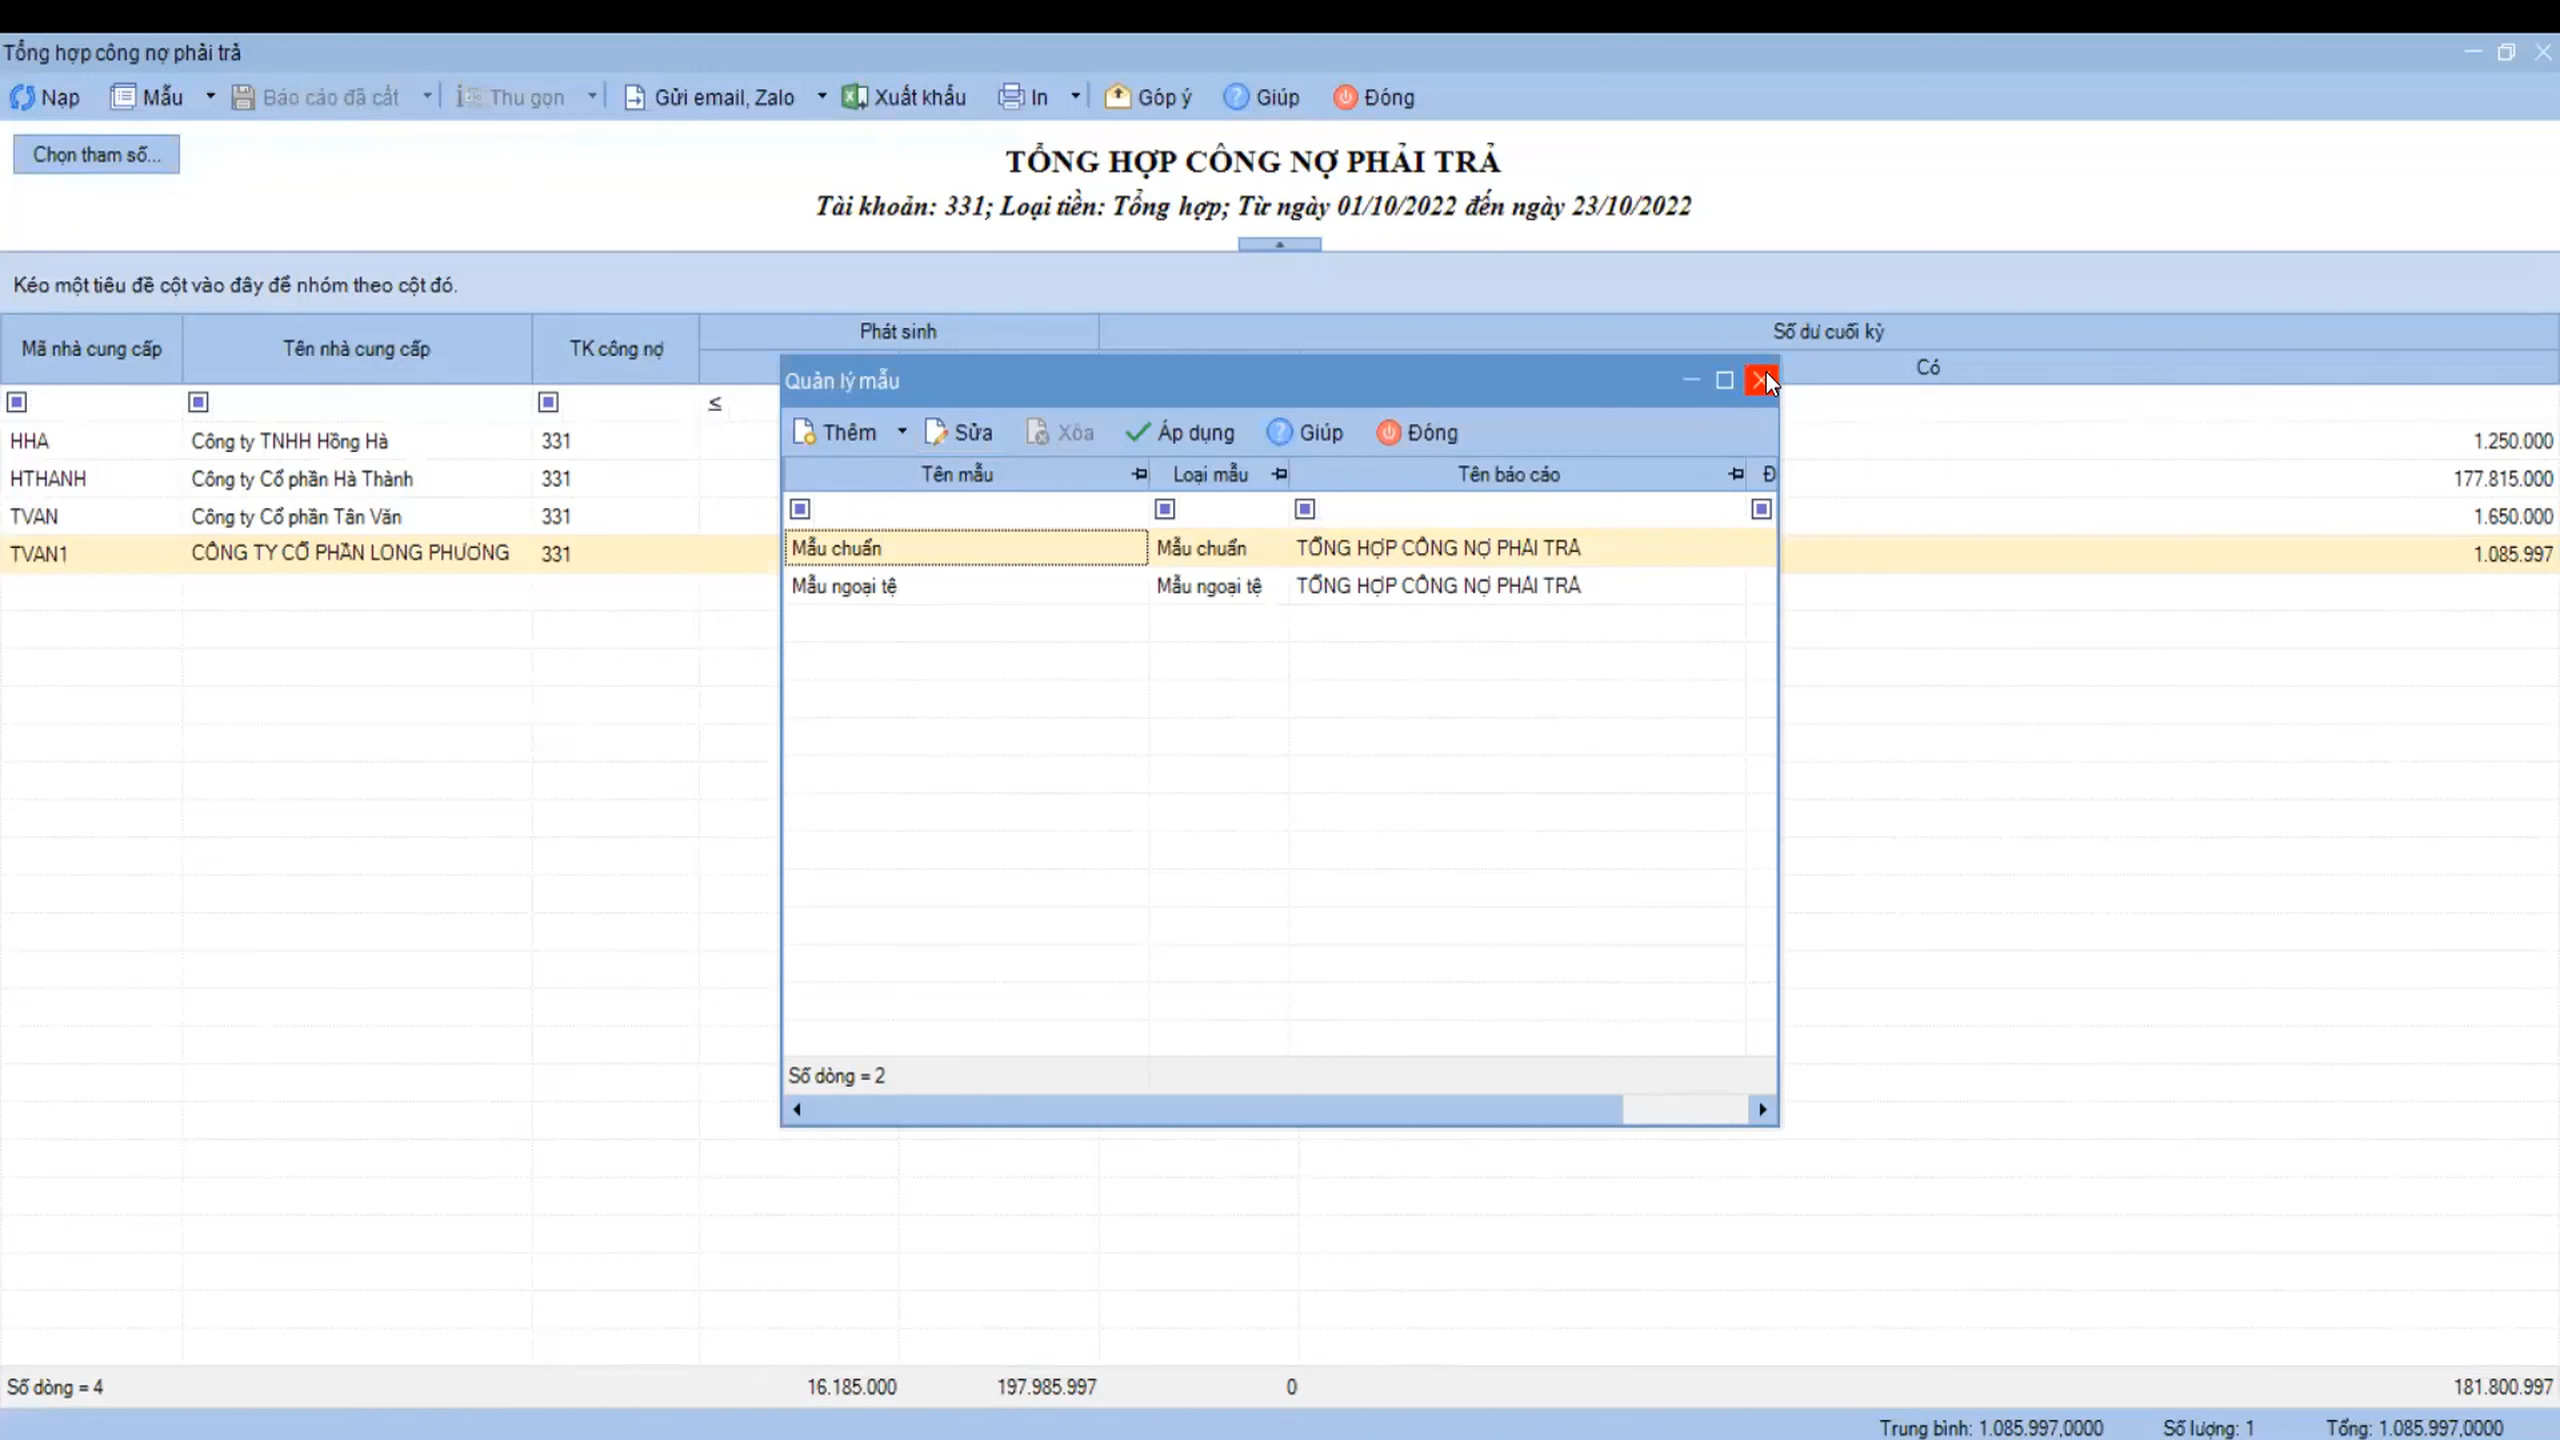 Tổng hợp công nợ phải trả
Nạp Mẫu Báo cáo đã cất Thu gọn Gửi email, Zalo Xuất khẩu In Góp ý Giúp Đóng
Chọn tham số...
TỔNG HỢP CÔNG NỢ PHẢI TRẢ
Tài khoản: 331; Loại tiền: Tổng hợp; Từ ngày 01/10/2022 đến ngày 23/10/2022
Kéo một tiêu đề cột vào đây để nhóm theo cột đó.
Mã nhà cung cấp Tên nhà cung cấp TK công nợ Phát sinh Số dư cuối kỳ
Có
≤
HHA Công ty TNHH Hồng Hà 331 1.250.000
HTHANH Công ty Cổ phần Hà Thành 331 177.815.000
TVAN Công ty Cổ phần Tân Văn 331 1.650.000
TVAN1 CÔNG TY CỔ PHẦN LONG PHƯƠNG 331 1.085.997
Quản lý mẫu
Thêm Sửa Xóa Áp dụng Giúp Đóng
Tên mẫu Loại mẫu Tên báo cáo Đ
Mẫu chuẩn Mẫu chuẩn TỔNG HỢP CÔNG NỢ PHẢI TRẢ
Mẫu ngoại tệ Mẫu ngoại tệ TỔNG HỢP CÔNG NỢ PHẢI TRẢ
Số dòng = 2
Số dòng = 4 16.185.000 197.985.997 0 181.800.997
Trung bình: 1.085.997,0000 Số lượng: 1 Tổng: 1.085.997,0000